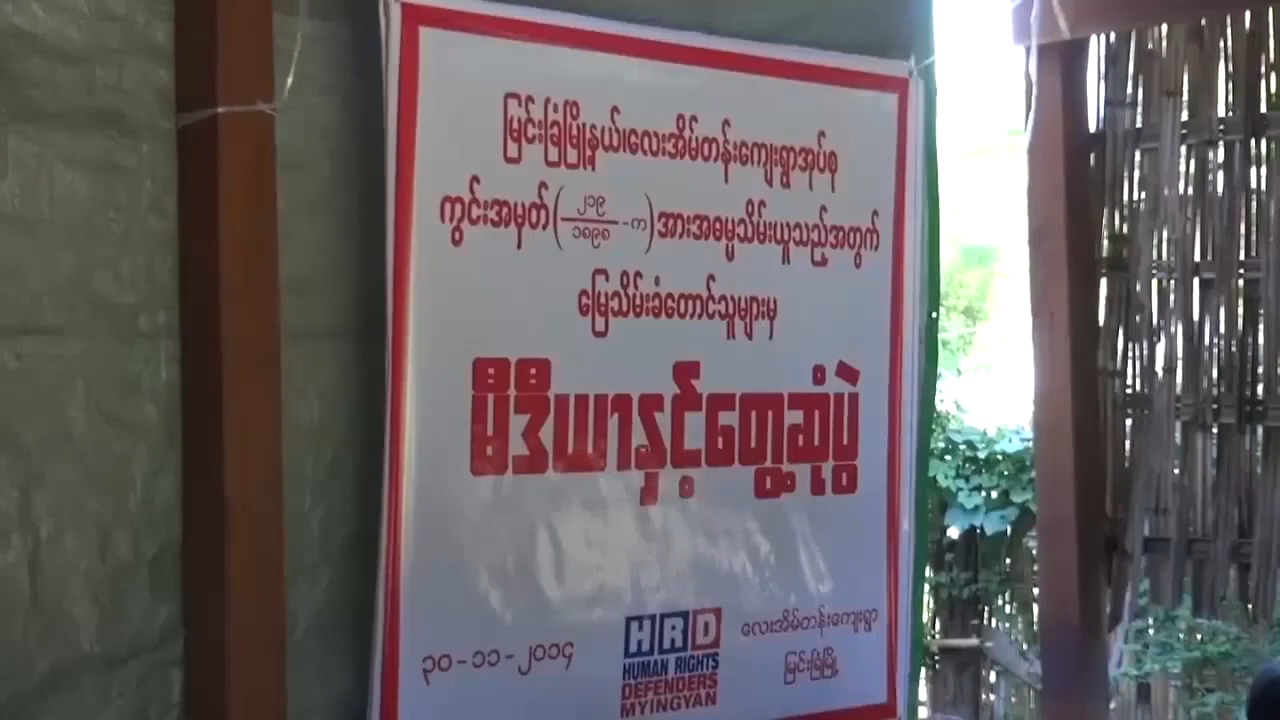 မြင်းခြံမြို့နယ်၊လေးအိမ်တန်းကျေးရွာအုပ်စု
ကွင်းအမှတ်(၂၁၉/၁၈၉၈-က)အားအဓမ္မသိမ်းယူသည့်အတွက်
မြေသိမ်းခံတောင်သူများမှ
မီဒီယာနှင့်တွေ့ဆုံပွဲ
၃၀-၁၁-၂၀၁၄
HRD
HUMAN RIGHTS
DEFENDERS
MYINGYAN
လေးအိမ်တန်းကျေးရွာ
မြင်းခြံမြို့